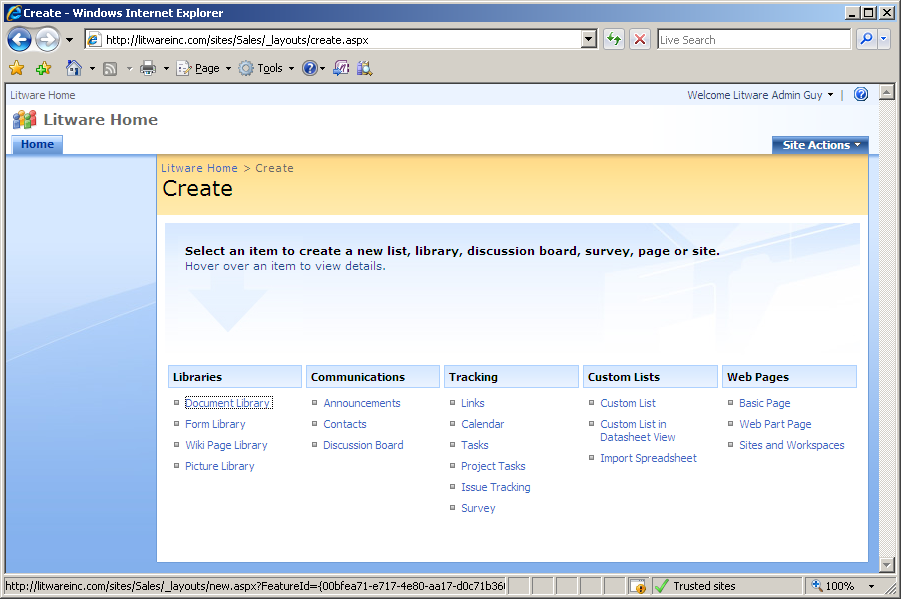 Create - Windows Internet Explorer
http://litwareinc.com/sites/Sales/_layouts/create.aspx
Live Search
Page
Tools
Litware Home
Welcome Litware Admin Guy
Litware Home
Home
Site Actions
Litware Home > Create
Create
Select an item to create a new list, library, discussion board, survey, page or site.
Hover over an item to view details.
Libraries
Document Library
Form Library
Wiki Page Library
Picture Library
Communications
Announcements
Contacts
Discussion Board
Tracking
Links
Calendar
Tasks
Project Tasks
Issue Tracking
Survey
Custom Lists
Custom List
Custom List in
Datasheet View
Import Spreadsheet
Web Pages
Basic Page
Web Part Page
Sites and Workspaces
http://litwareinc.com/sites/Sales/_layouts/new.aspx?FeatureId={00bfea71-e717-4e80-aa17-d0c71b36
Trusted sites
100%